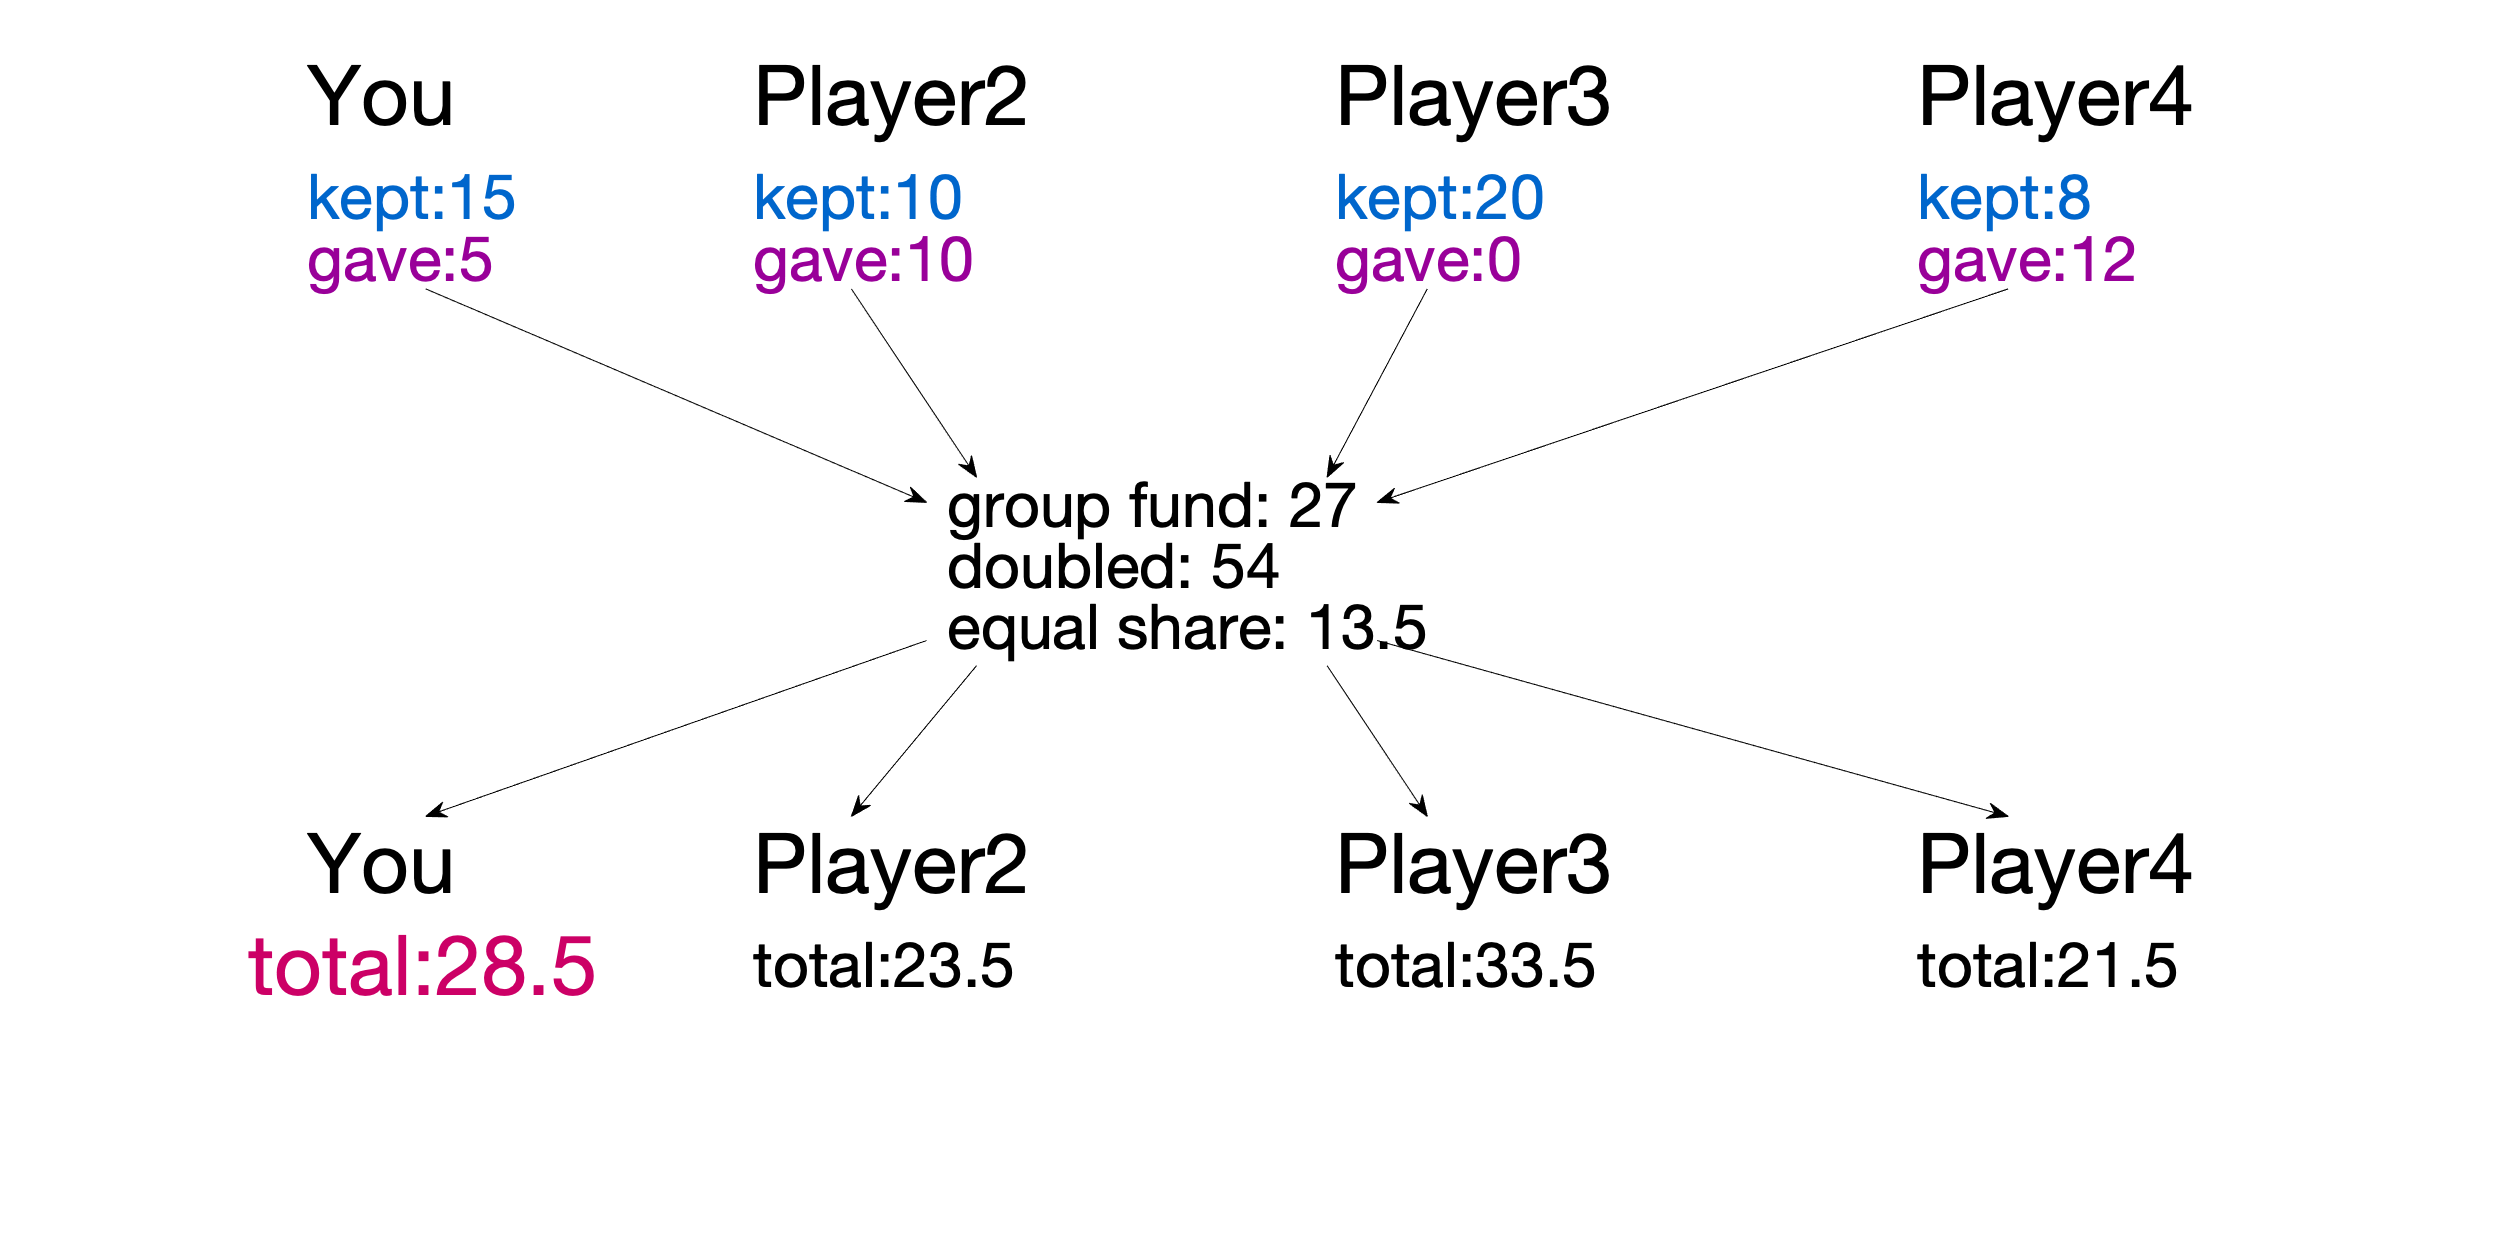 You Player2 Player3 Player4
kept:15 kept:10 kept:20 kept:8
gave:5 gave:10 gave:0 gave:12
group fund: 27
doubled: 54
equal share: 13.5
You Player2 Player3 Player4
total:28.5 total:23.5 total:33.5 total:21.5